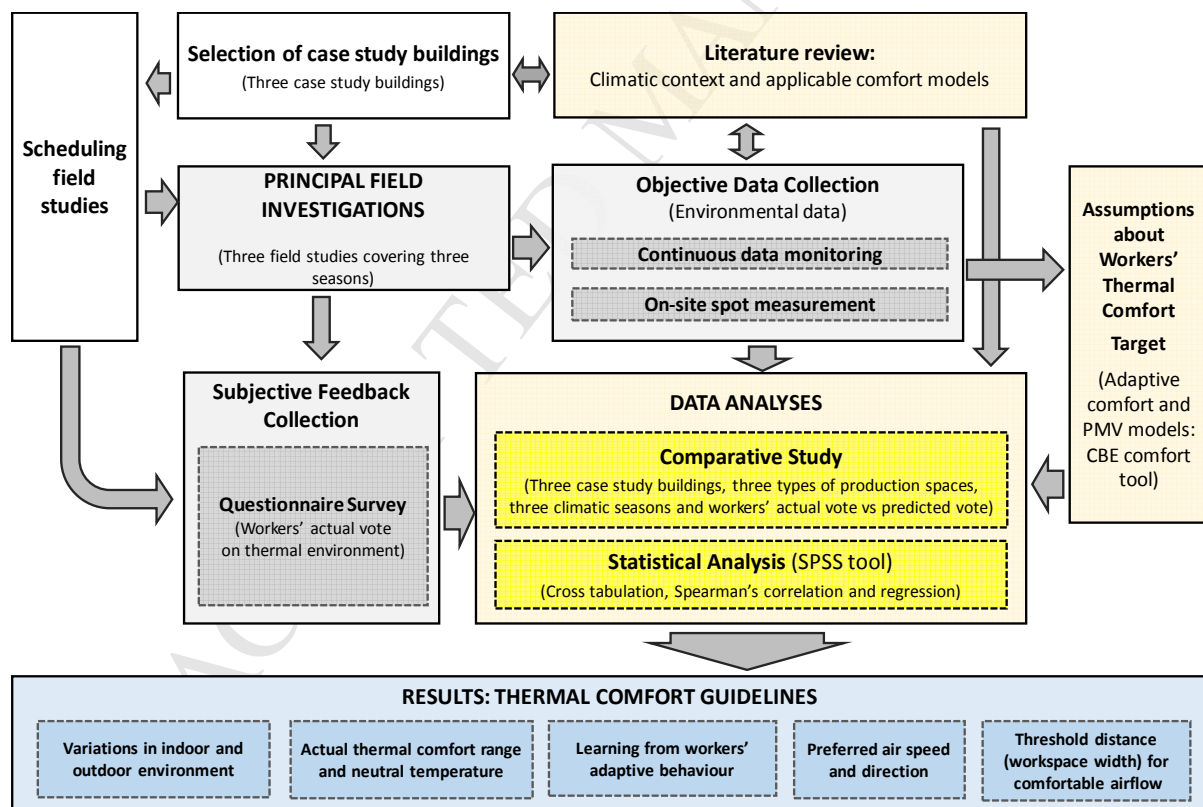 Selection of case study buildings
(Three case study buildings)
Literature review:
Climatic context and applicable comfort models
Scheduling
field
studies
PRINCIPAL FIELD
INVESTIGATIONS
(Three field studies covering three
seasons)
Objective Data Collection
(Environmental data)
Continuous data monitoring
On-site spot measurement
Assumptions
about
Workers’
Thermal
Comfort
Target
(Adaptive
comfort and
PMV models:
CBE comfort
tool)
Subjective Feedback
Collection
Questionnaire Survey
(Workers’ actual vote
on thermal environment)
DATA ANALYSES
Comparative Study
(Three case study buildings, three types of production spaces,
three climatic seasons and workers’ actual vote vs predicted vote)
Statistical Analysis (SPSS tool)
(Cross tabulation, Spearman’s correlation and regression)
RESULTS: THERMAL COMFORT GUIDELINES
Variations in indoor and
outdoor environment
Actual thermal comfort range
and neutral temperature
Learning from workers’
adaptive behaviour
Preferred air speed
and direction
Threshold distance
(workspace width) for
comfortable airflow